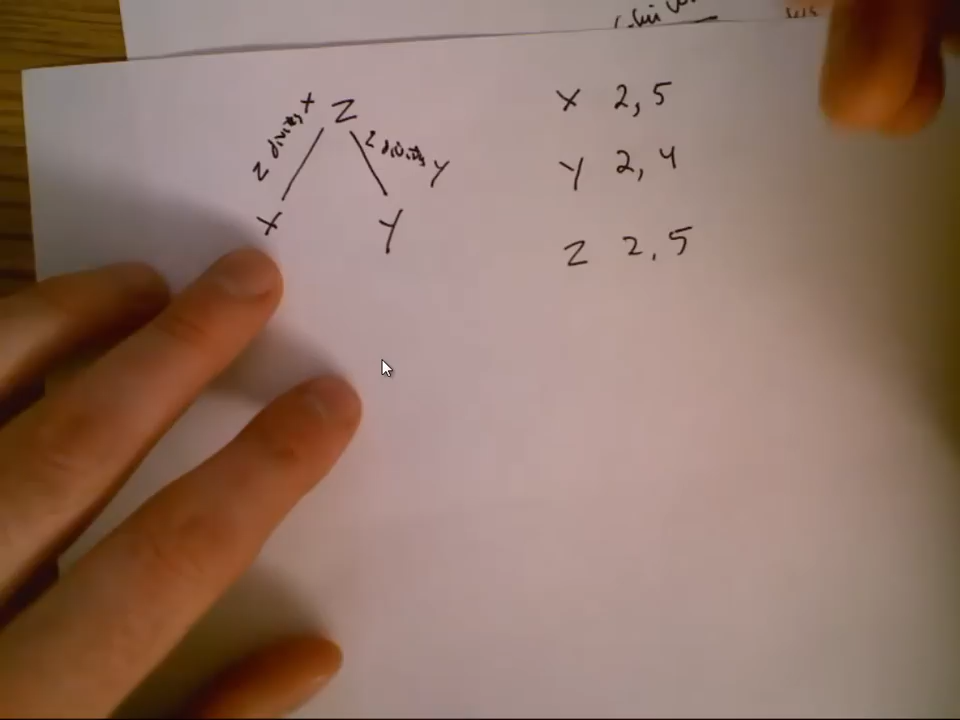 Z
Z divides X
Z divides Y
X
Y
X 2, 5
Y 2, 4
Z 2, 5